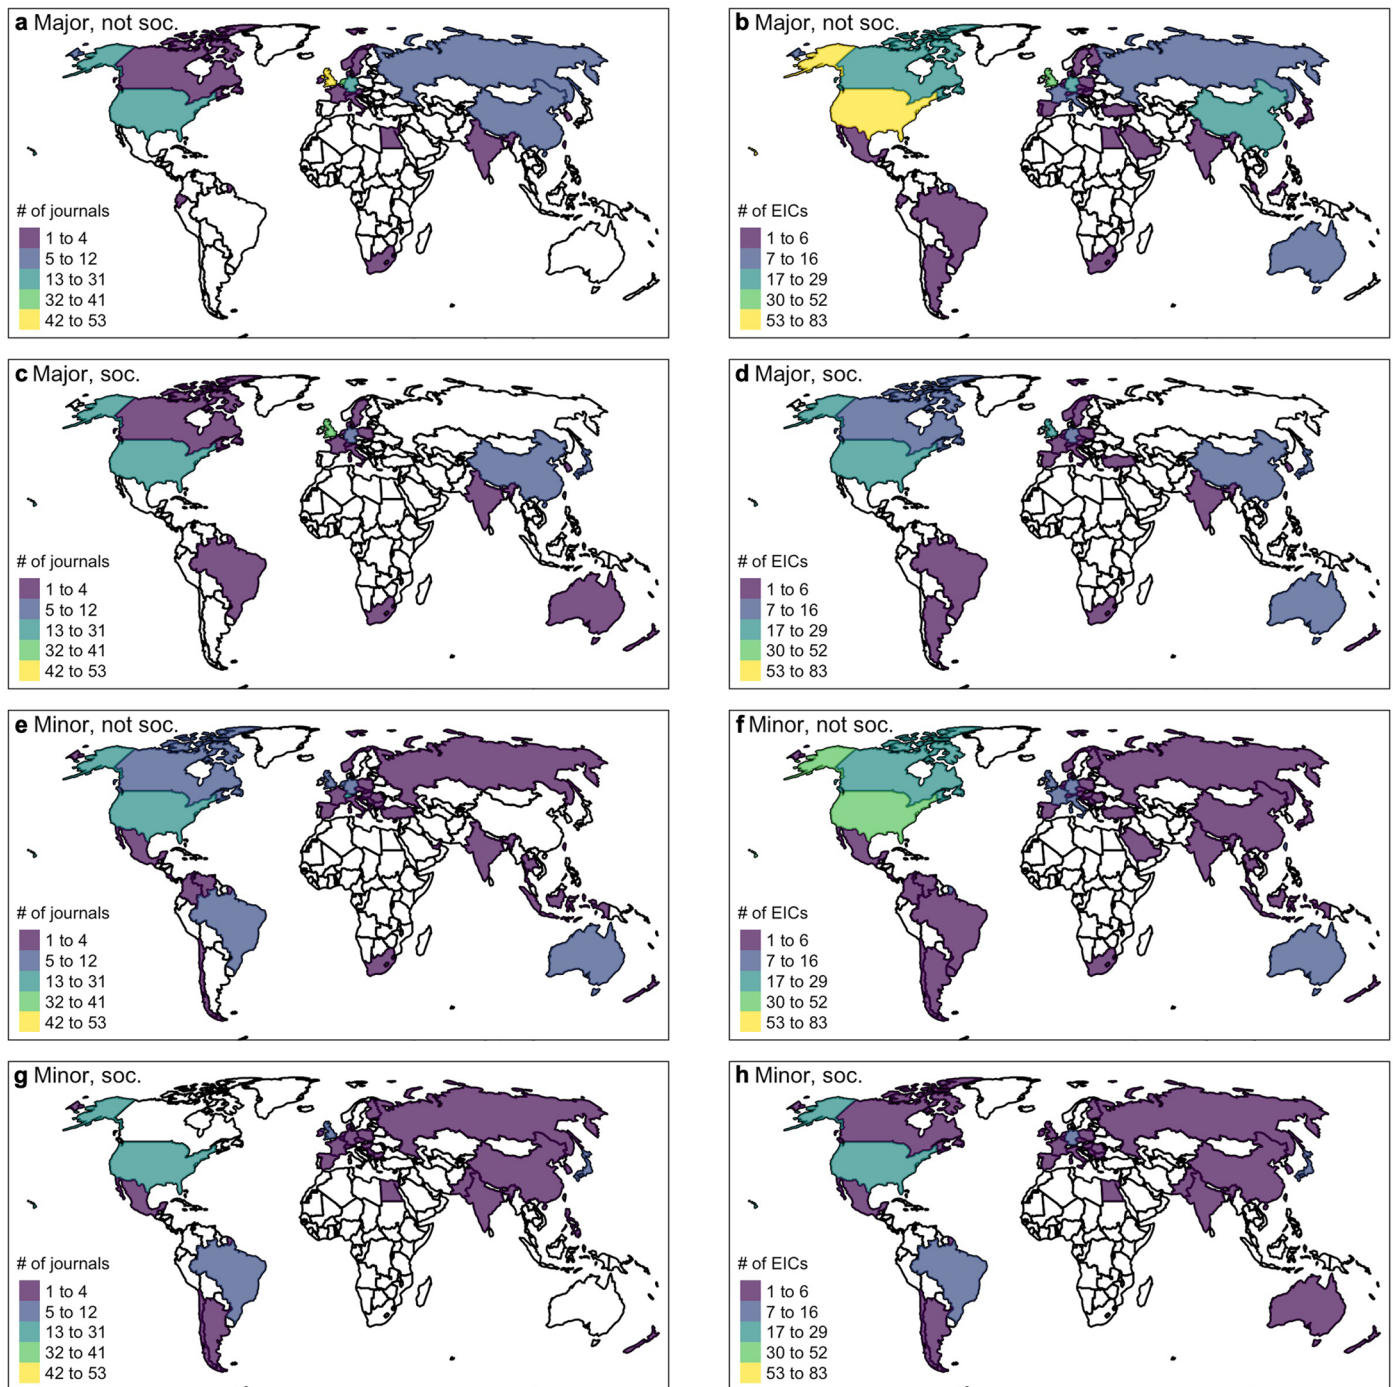 a Major, not soc.
# of journals
1 to 4
5 to 12
13 to 31
32 to 41
42 to 53
b Major, not soc.
# of EICs
1 to 6
7 to 16
17 to 29
30 to 52
53 to 83
c Major, soc.
# of journals
1 to 4
5 to 12
13 to 31
32 to 41
42 to 53
d Major, soc.
# of EICs
1 to 6
7 to 16
17 to 29
30 to 52
53 to 83
e Minor, not soc.
# of journals
1 to 4
5 to 12
13 to 31
32 to 41
42 to 53
f Minor, not soc.
# of EICs
1 to 6
7 to 16
17 to 29
30 to 52
53 to 83
g Minor, soc.
# of journals
1 to 4
5 to 12
13 to 31
32 to 41
42 to 53
h Minor, soc.
# of EICs
1 to 6
7 to 16
17 to 29
30 to 52
53 to 83